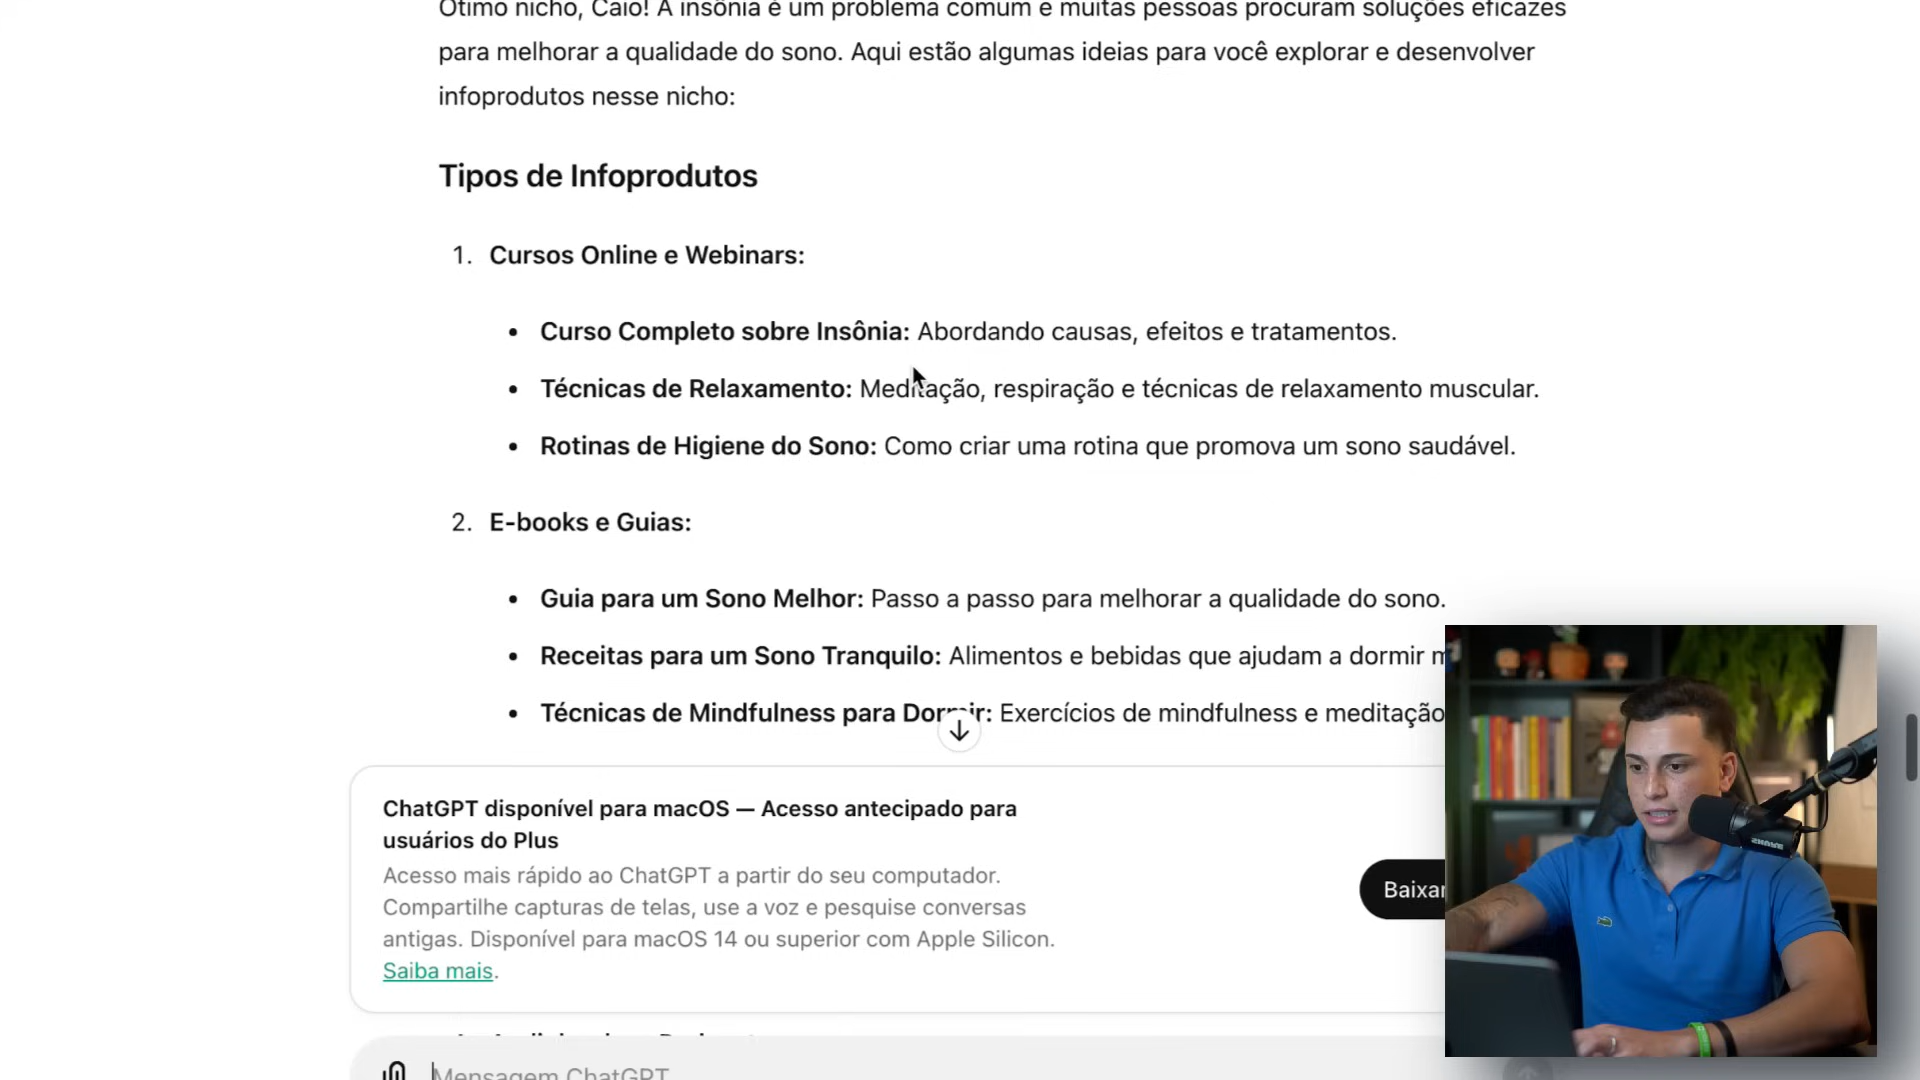 Ótimo nicho, Caio! A insônia é um problema comum e muitas pessoas procuram soluções eficazes
para melhorar a qualidade do sono. Aqui estão algumas ideias para você explorar e desenvolver
infoprodutos nesse nicho:
Tipos de Infoprodutos
1. Cursos Online e Webinars:
• Curso Completo sobre Insônia: Abordando causas, efeitos e tratamentos.
• Técnicas de Relaxamento: Meditação, respiração e técnicas de relaxamento muscular.
• Rotinas de Higiene do Sono: Como criar uma rotina que promova um sono saudável.
2. E-books e Guias:
• Guia para um Sono Melhor: Passo a passo para melhorar a qualidade do sono.
• Receitas para um Sono Tranquilo: Alimentos e bebidas que ajudam a dormir
• Técnicas de Mindfulness para Dormir: Exercícios de mindfulness e meditação
ChatGPT disponível para macOS — Acesso antecipado para
usuários do Plus
Acesso mais rápido ao ChatGPT a partir do seu computador.
Compartilhe capturas de telas, use a voz e pesquise conversas
antigas. Disponível para macOS 14 ou superior com Apple Silicon.
Saiba mais.
Baixar
Mensagem ChatGPT